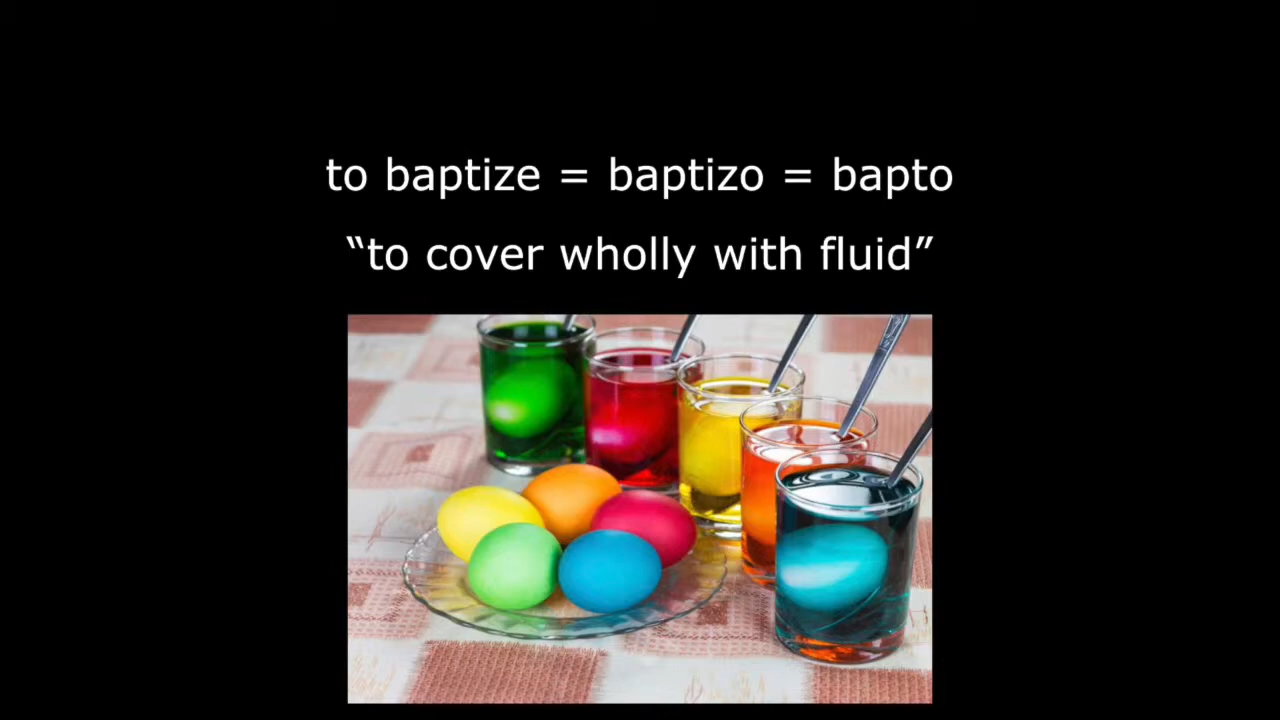 to baptize = baptizo = bapto
“to cover wholly with fluid”